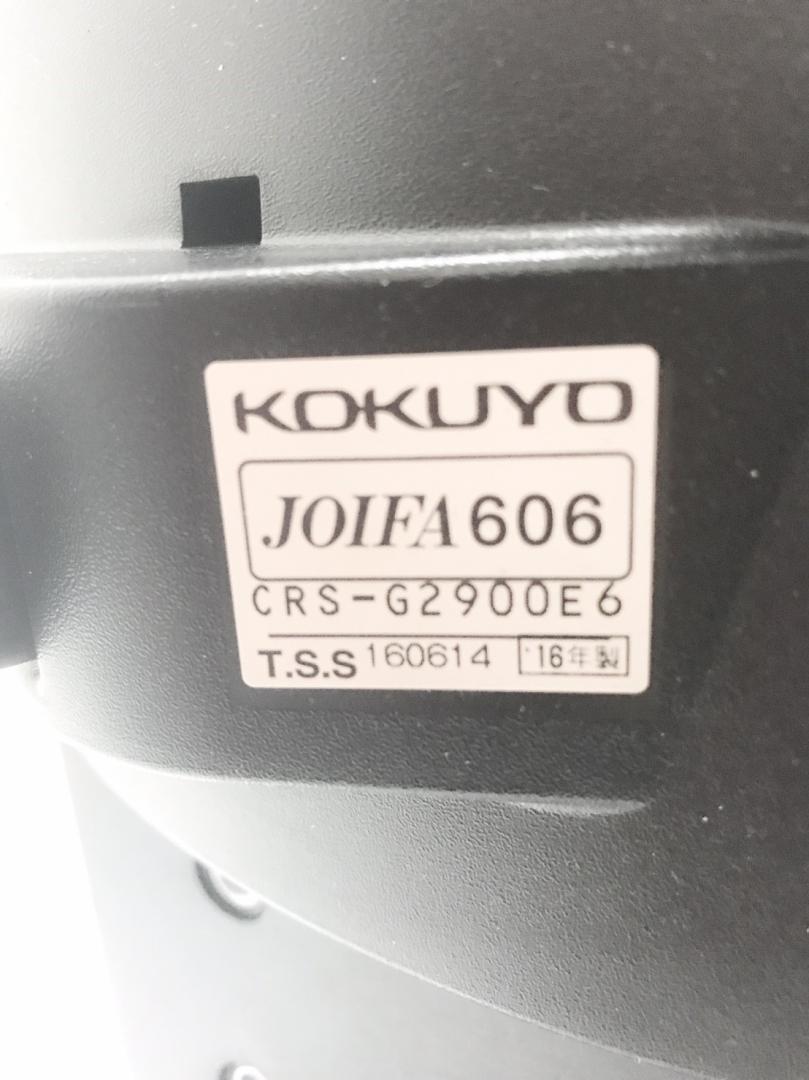 KOKUYO
JOIFA 606
CRS-G2900E6
T.S.S 160614 '16年製